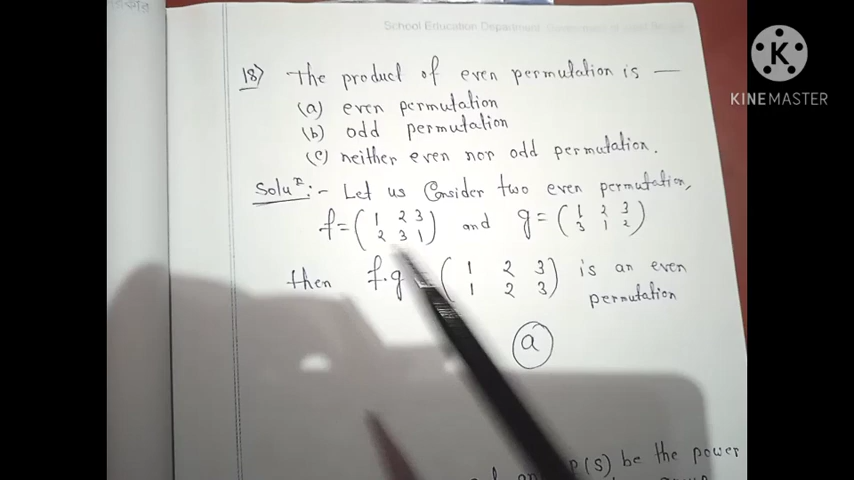 School Education Department
KINEMASTER
18) The product of even permutation is —
(a) even permutation
(b) odd permutation
(c) neither even nor odd permutation.
Soluⁿ:- Let us Consider two even permutation,
f = ( 1 2 3 / 2 3 1 ) and g = ( 1 2 3 / 3 1 2 )
then f.g = ( 1 2 3 / 1 2 3 ) is an even
permutation
(a)
P(S) be the power